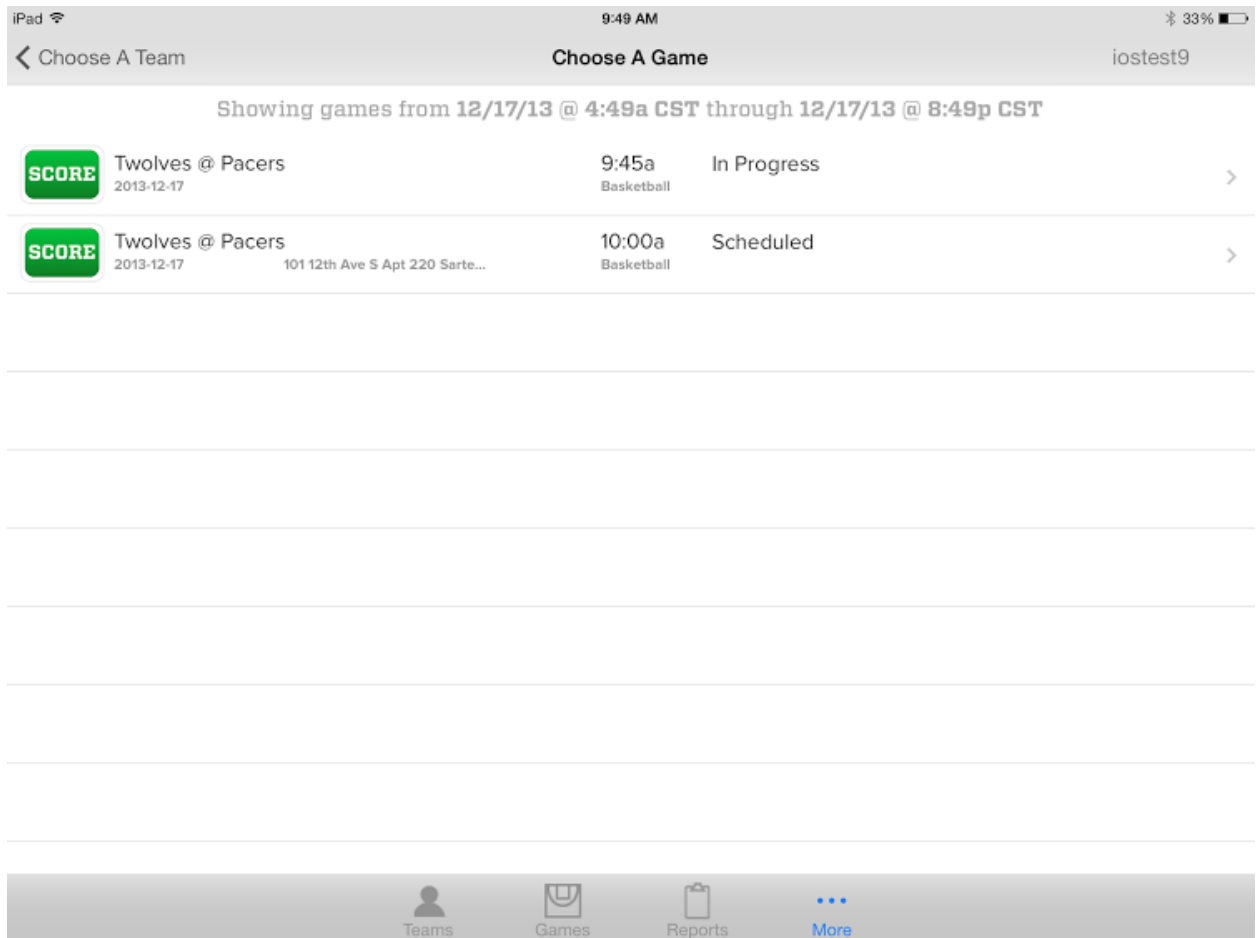 iPad 9:49 AM 33%
Choose A Team Choose A Game iostest9
Showing games from 12/17/13 @ 4:49a CST through 12/17/13 @ 8:49p CST
SCORE Twolves @ Pacers 9:45a In Progress
2013-12-17 Basketball
SCORE Twolves @ Pacers 10:00a Scheduled
2013-12-17 101 12th Ave S Apt 220 Sarte... Basketball
Teams Games Reports More